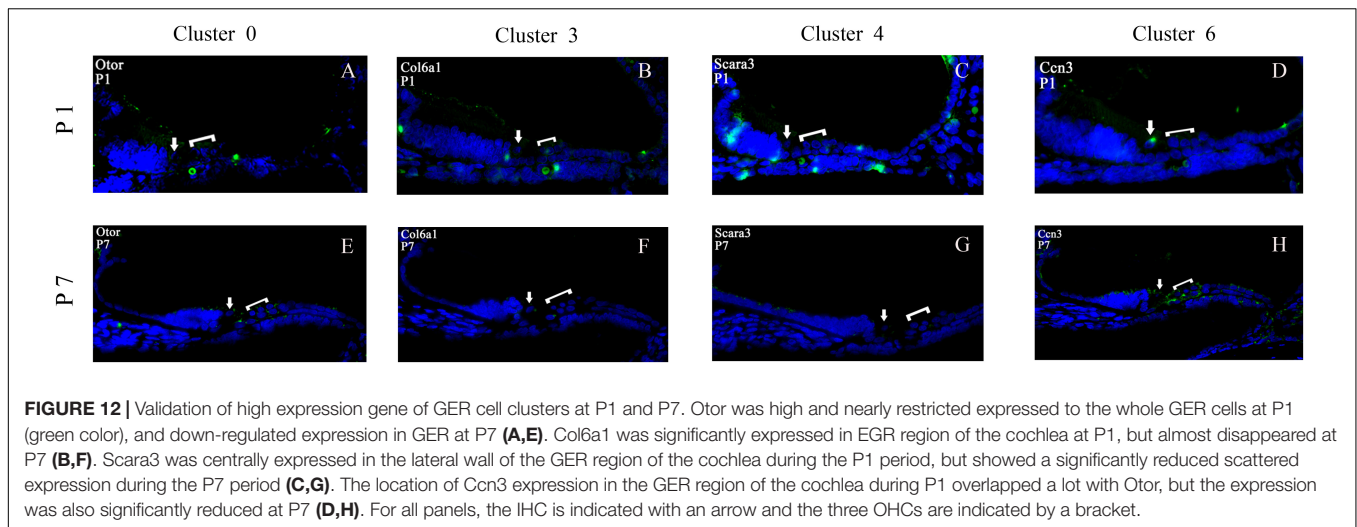 Cluster 0
Cluster 3
Cluster 4
Cluster 6
P 1
Otor
P1
A
Col6a1
P1
B
Scara3
P1
C
Ccn3
P1
D
P 7
Otor
P7
E
Col6a1
P7
F
Scara3
P7
G
Ccn3
P7
H
FIGURE 12 | Validation of high expression gene of GER cell clusters at P1 and P7. Otor was high and nearly restricted expressed to the whole GER cells at P1
(green color), and down-regulated expression in GER at P7 (A,E). Col6a1 was significantly expressed in EGR region of the cochlea at P1, but almost disappeared at
P7 (B,F). Scara3 was centrally expressed in the lateral wall of the GER region of the cochlea during the P1 period, but showed a significantly reduced scattered
expression during the P7 period (C,G). The location of Ccn3 expression in the GER region of the cochlea during P1 overlapped a lot with Otor, but the expression
was also significantly reduced at P7 (D,H). For all panels, the IHC is indicated with an arrow and the three OHCs are indicated by a bracket.